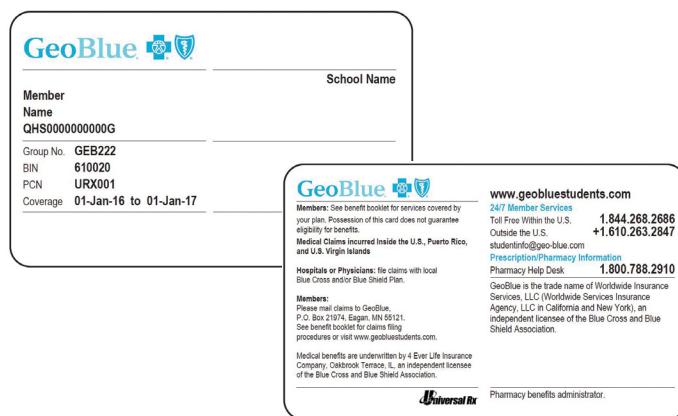 GeoBlue
School Name
Member
Name
QHS0000000000G
Group No. GEB222
BIN 610020
PCN URX001
Coverage 01-Jan-16 to 01-Jan-17
GeoBlue
Members: See benefit booklet for services covered by
your plan. Possession of this card does not guarantee
eligibility for benefits.
Medical Claims incurred Inside the U.S., Puerto Rico,
and U.S. Virgin Islands
Hospitals or Physicians: file claims with local
Blue Cross and/or Blue Shield Plan.
Members:
Please mail claims to GeoBlue,
P.O. Box 21974, Eagan, MN 55121.
See benefit booklet for claims filing
procedures or visit www.geobluestudents.com.
Medical benefits are underwritten by 4 Ever Life Insurance
Company, Oakbrook Terrace, IL, an independent licensee
of the Blue Cross and Blue Shield Association.
Universal Rx
www.geobluestudents.com
24/7 Member Services
Toll Free Within the U.S. 1.844.268.2686
Outside the U.S. +1.610.263.2847
studentinfo@geo-blue.com
Prescription/Pharmacy Information
Pharmacy Help Desk 1.800.788.2910
GeoBlue is the trade name of Worldwide Insurance
Services, LLC (Worldwide Services Insurance
Agency, LLC in California and New York), an
independent licensee of the Blue Cross and Blue
Shield Association.
Pharmacy benefits administrator.